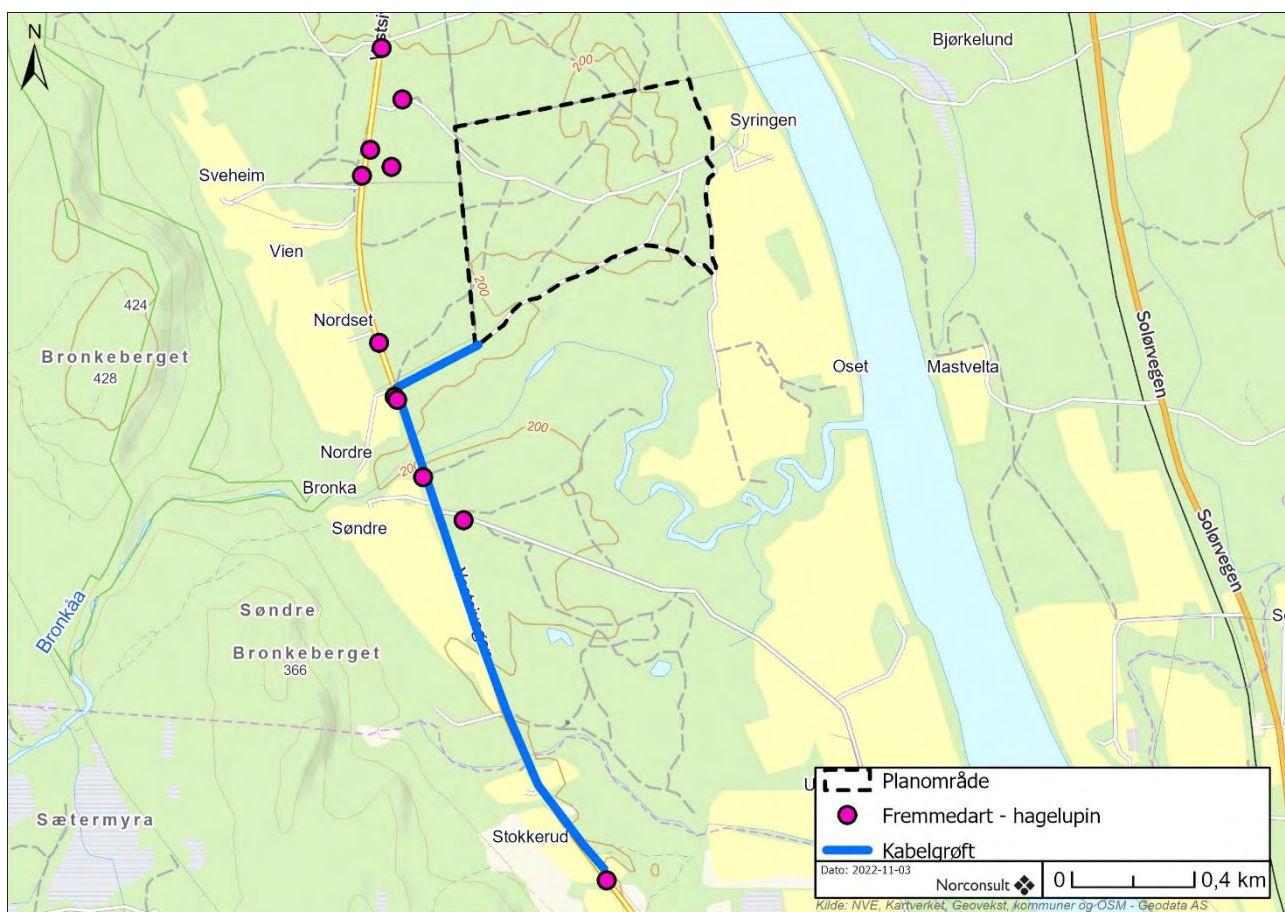 N
200
Bjørkelund
Syringen
Sveheim
Vien
200
424
Nordset
Bronkeberget
428
Solørvegen
Oset
Mastvelta
200
Nordre
200
Bronka
Søndre
Solørvegen
Bronkåa
Søndre
Bronkeberget
366
Sætermyra
Stokkerud
Planområde
Fremmedart - hagelupin
Kabelgrøft
Dato: 2022-11-03
Norconsult
0 0,4 km
Kilde: NVE, Kartverket, Geovekst, kommuner og OSM - Geodata AS